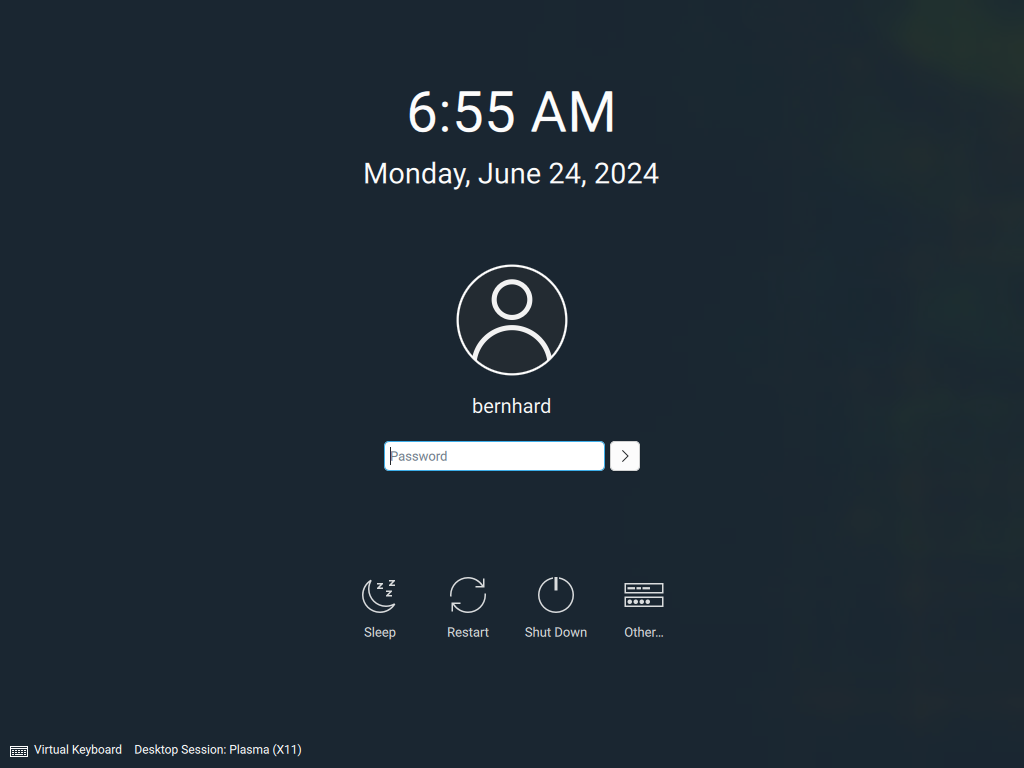 6:55 AM
Monday, June 24, 2024
bernhard
Password
Sleep
Restart
Shut Down
Other...
Virtual Keyboard
Desktop Session: Plasma (X11)